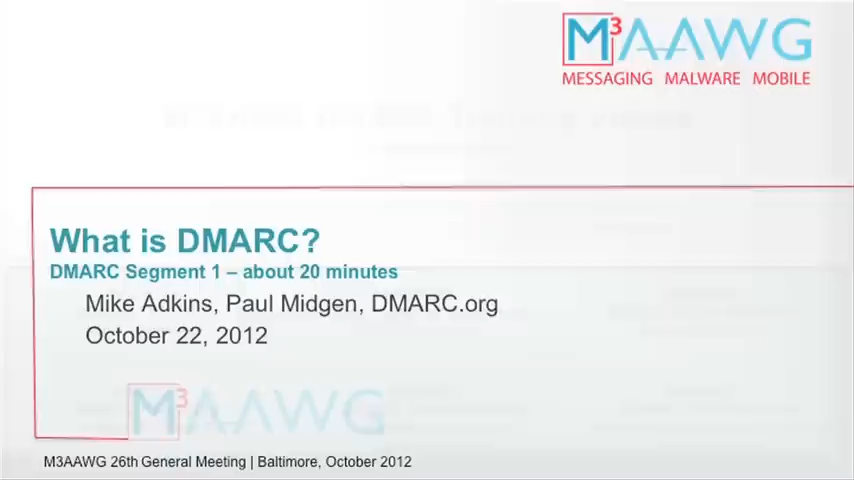 M3AAWG
MESSAGING MALWARE MOBILE
What is DMARC?
DMARC Segment 1 – about 20 minutes
Mike Adkins, Paul Midgen, DMARC.org
October 22, 2012
M3AAWG
M3AAWG 26th General Meeting | Baltimore, October 2012